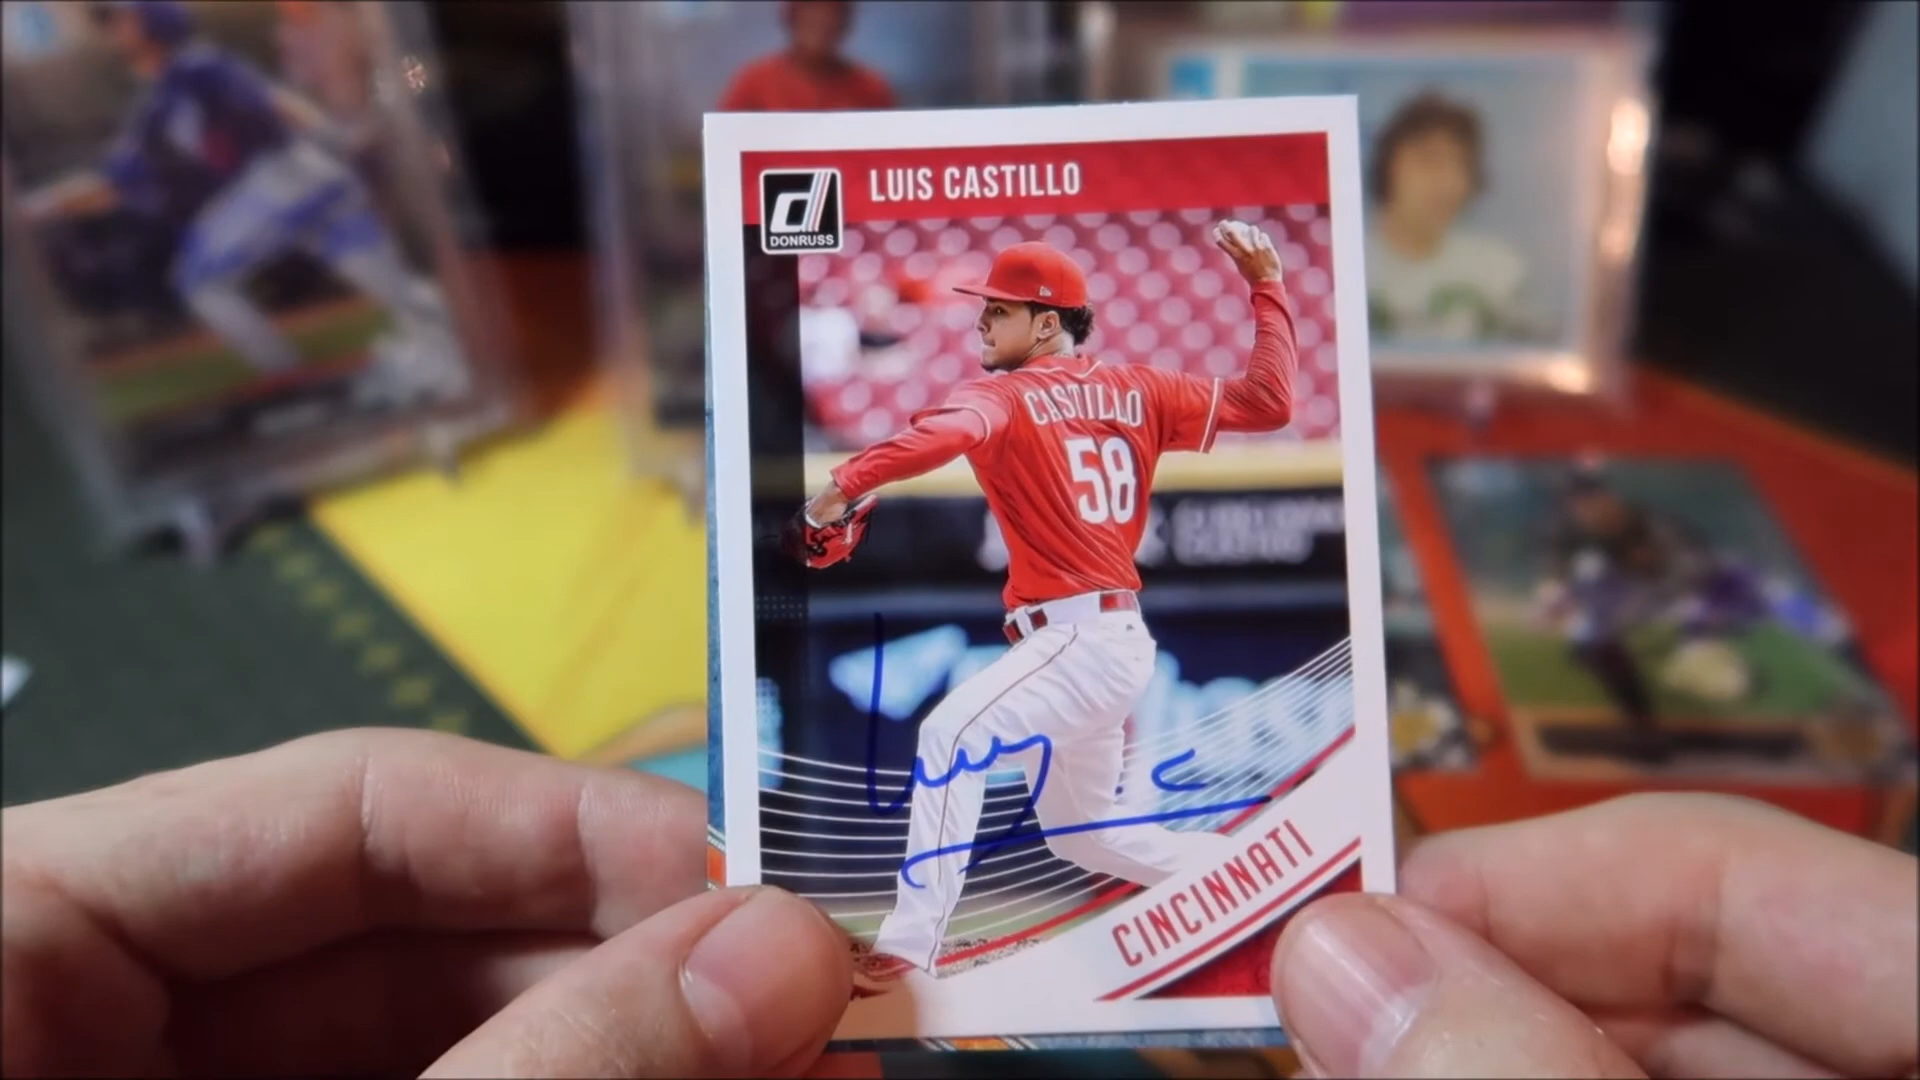 LUIS CASTILLO
d
DONRUSS
CASTILLO
58
CINCINNATI